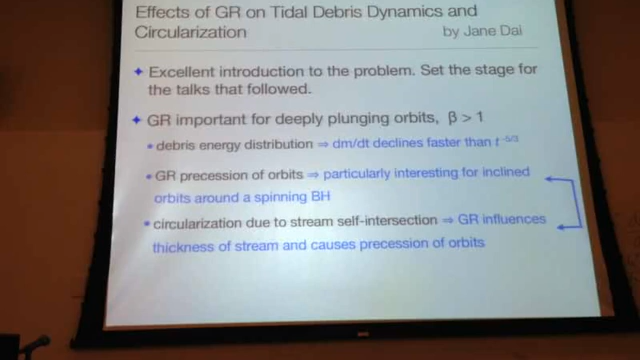 Effects of GR on Tidal Debris Dynamics and
Circularization by Jane Dai
✦ Excellent introduction to the problem. Set the stage for
the talks that followed.
✦ GR important for deeply plunging orbits, β > 1
• debris energy distribution ⇒ dm/dt declines faster than t⁻⁵/³
• GR precession of orbits ⇒ particularly interesting for inclined
orbits around a spinning BH
• circularization due to stream self-intersection ⇒ GR influences
thickness of stream and causes precession of orbits